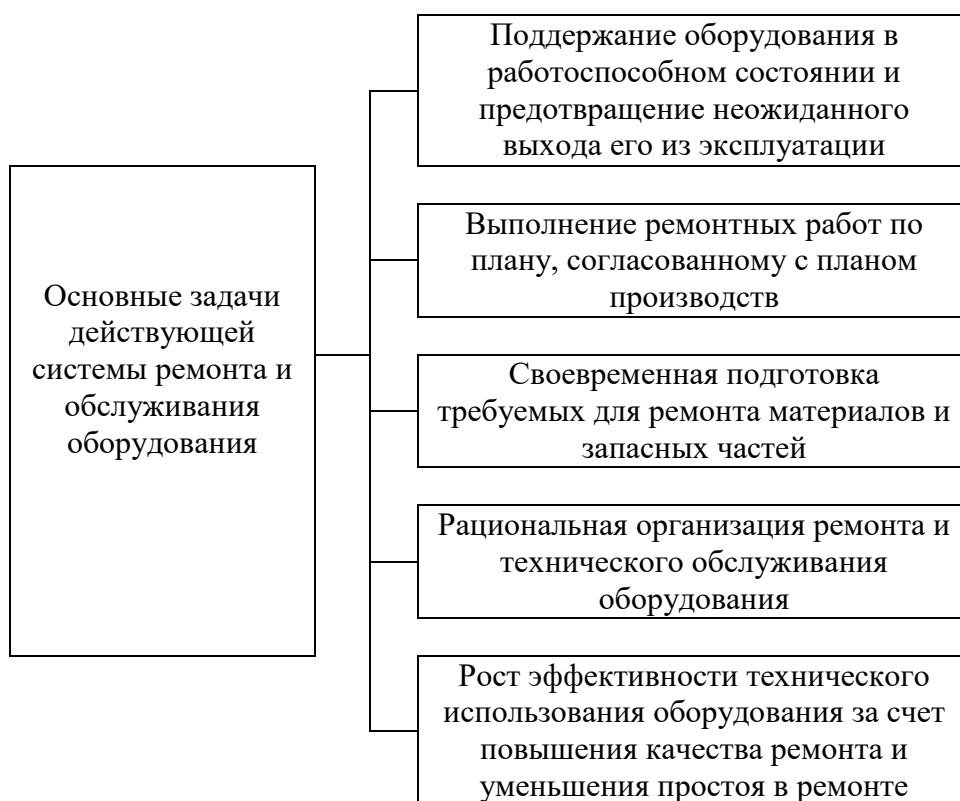 Основные задачи
действующей
системы ремонта и
обслуживания
оборудования
Поддержание оборудования в
работоспособном состоянии и
предотвращение неожиданного
выхода его из эксплуатации
Выполнение ремонтных работ по
плану, согласованному с планом
производств
Своевременная подготовка
требуемых для ремонта материалов и
запасных частей
Рациональная организация ремонта и
технического обслуживания
оборудования
Рост эффективности технического
использования оборудования за счет
повышения качества ремонта и
уменьшения простоя в ремонте